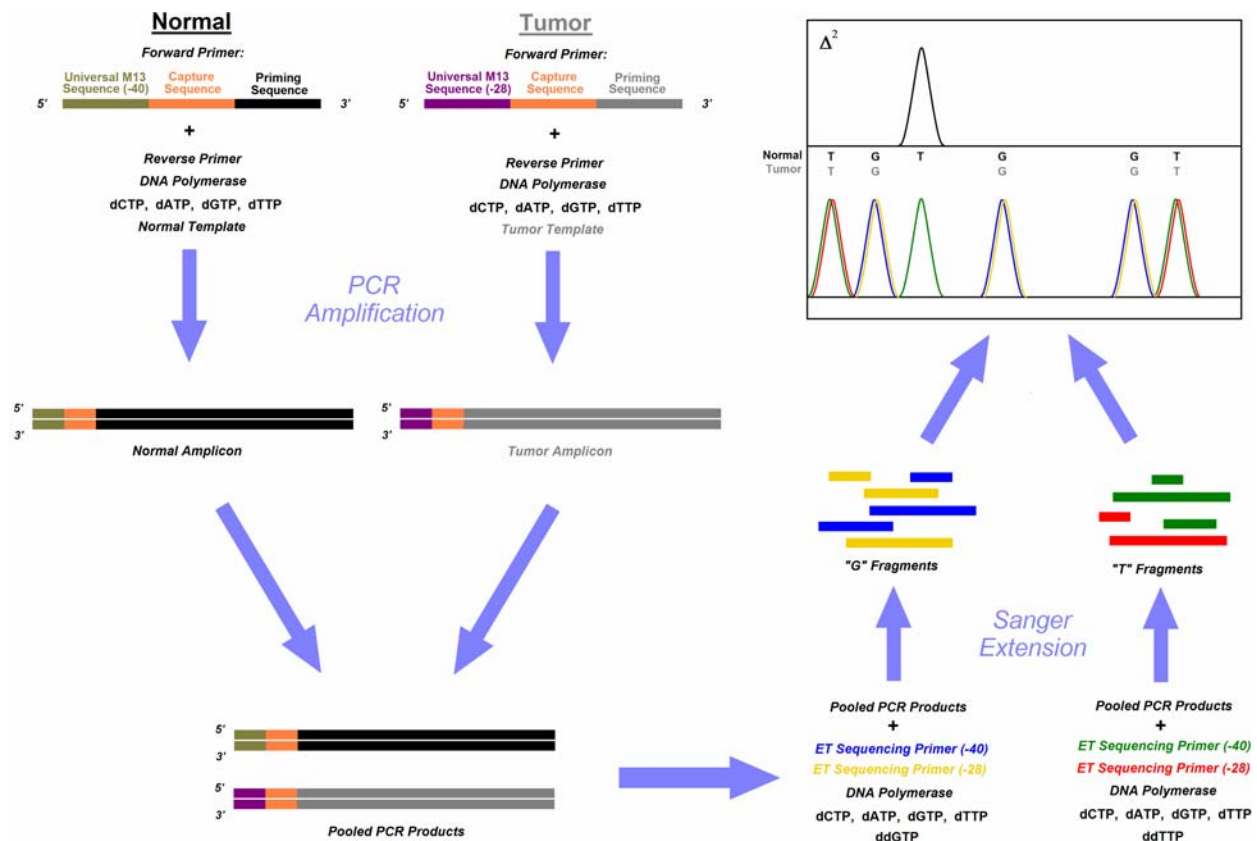 Normal
Forward Primer:
Universal M13 Sequence (-40)
Capture Sequence
Priming Sequence
5' 3'
+
Reverse Primer
DNA Polymerase
dCTP, dATP, dGTP, dTTP
Normal Template
Tumor
Forward Primer:
Universal M13 Sequence (-28)
Capture Sequence
Priming Sequence
5' 3'
+
Reverse Primer
DNA Polymerase
dCTP, dATP, dGTP, dTTP
Tumor Template
PCR
Amplification
5'
3'
Normal Amplicon
5'
3'
Tumor Amplicon
5'
3'
5'
3'
Pooled PCR Products
Pooled PCR Products
+
ET Sequencing Primer (-40)
ET Sequencing Primer (-28)
DNA Polymerase
dCTP, dATP, dGTP, dTTP
ddGTP
Pooled PCR Products
+
ET Sequencing Primer (-40)
ET Sequencing Primer (-28)
DNA Polymerase
dCTP, dATP, dGTP, dTTP
ddTTP
Sanger
Extension
"G" Fragments
"T" Fragments
Δ²
Normal T G T G G T
Tumor T G G G T